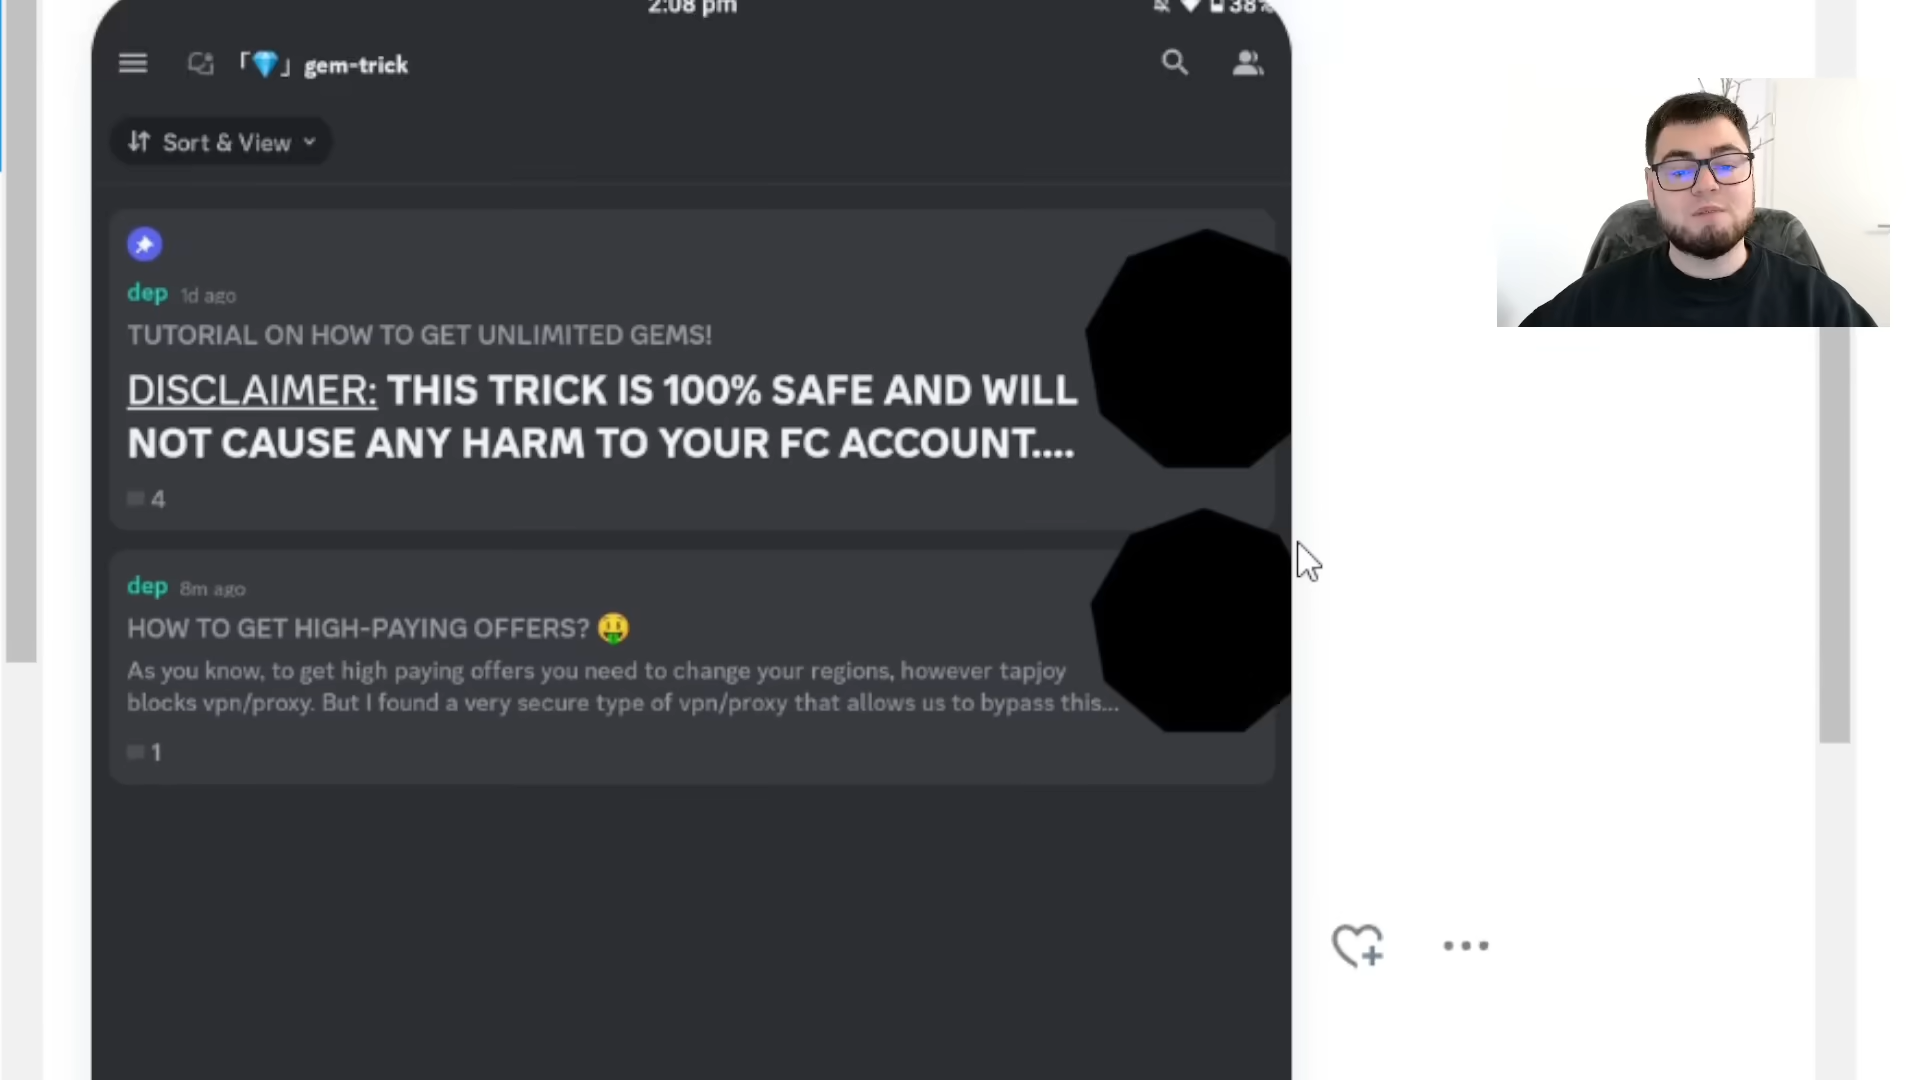 2:08 pm
38%
「💎」 gem-trick
Sort & View
dep 1d ago
TUTORIAL ON HOW TO GET UNLIMITED GEMS!
DISCLAIMER: THIS TRICK IS 100% SAFE AND WILL
NOT CAUSE ANY HARM TO YOUR FC ACCOUNT....
4
dep 8m ago
HOW TO GET HIGH-PAYING OFFERS? 🤑
As you know, to get high paying offers you need to change your regions, however tapjoy
blocks vpn/proxy. But I found a very secure type of vpn/proxy that allows us to bypass this...
1